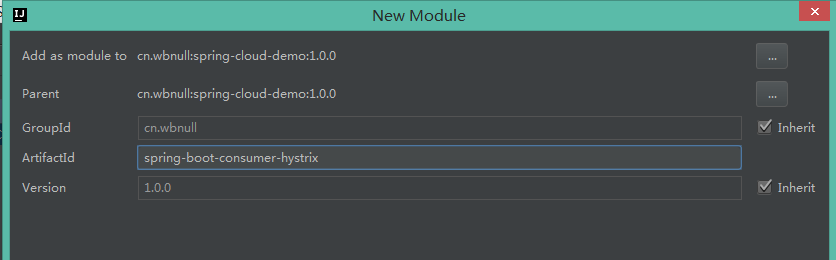 IJ New Module
Add as module to cn.wbnull:spring-cloud-demo:1.0.0 ...
Parent cn.wbnull:spring-cloud-demo:1.0.0 ...
GroupId cn.wbnull Inherit
ArtifactId spring-boot-consumer-hystrix
Version 1.0.0 Inherit